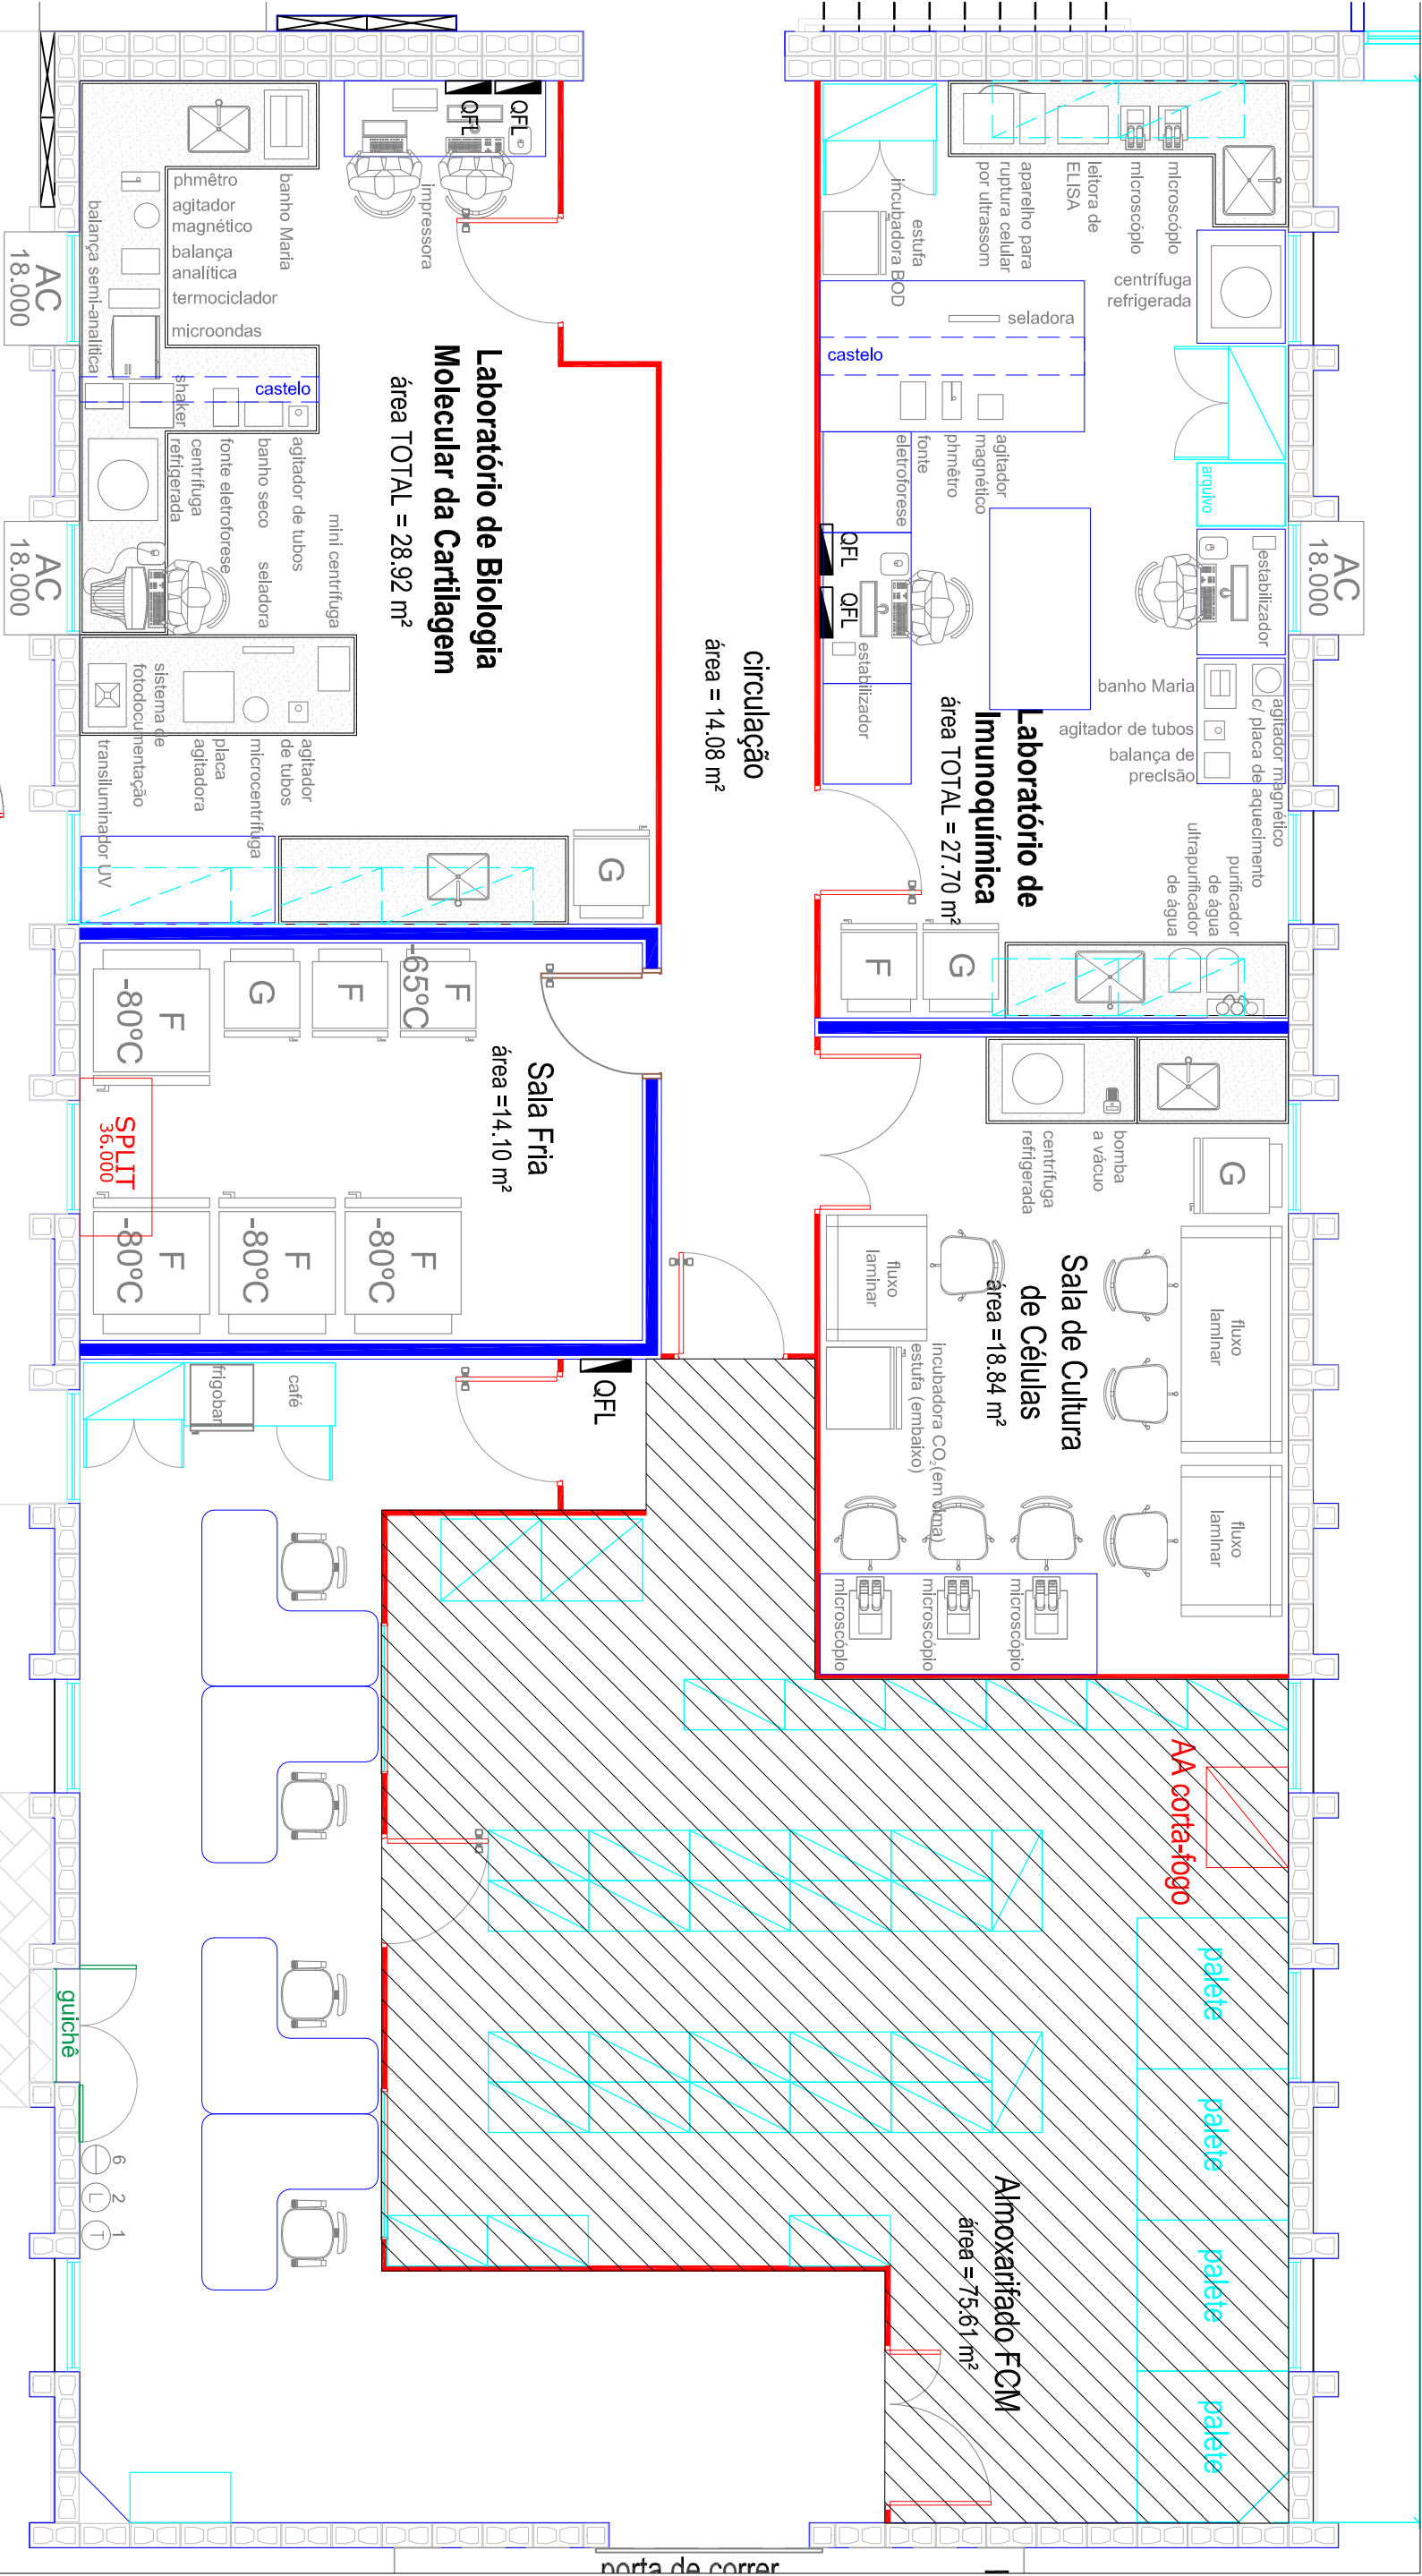 QFL
QFL
impressora
banho Maria
phmêtro
agitador
magnético
balança
analítica
termociclador
microondas
balança semi-analítica
AC
18.000
AC
18.000
castelo
shaker
centrífuga
refrigerada
fonte eletroforese
banho seco
seladora
agitador de tubos
mini centrífuga
Laboratório de Biologia
Molecular da Cartilagem
área TOTAL = 28.92 m²
sistema de
fotodocumentação
transiluminador UV
placa
agitadora
microcentrífuga
agitador
de tubos
G
circulação
área = 14.08 m²
incubadora BOD
estufa
aparelho para
ruptura celular
por ultrassom
leitora de
ELISA
mIcroscópIo
mIcroscópIo
centrífuga
refrigerada
seladora
castelo
eletroforese
fonte
phmêtro
magnético
agitador
arquivo
AC
18.000
estabilizador
QFL
QFL
estabilizador
Laboratório de
Imunoquímica
área TOTAL = 27.70 m²
banho Maria
agitador de tubos
balança de
precIsão
agitador magnético
c/ placa de aquecimento
purificador
de água
ultrapurificador
de água
F
G
F
-80ºC
G
F
F
-65ºC
Sala Fria
área =14.10 m²
SPLIT
36.000
F
-80ºC
F
-80ºC
F
-80ºC
bomba
a vácuo
centrífuga
refrigerada
G
fluxo
laminar
fluxo
lamInar
fluxo
lamInar
Sala de Cultura
de Células
área =18.84 m²
incubadora CO2 (em cima)
estufa (embaixo)
mIcroscópIo
microscópio
microscópio
QFL
frigobar
café
AA corta-fogo
palete
palete
palete
palete
Almoxarifado FCM
área = 75.61 m²
guichê
6
2
L
1
T
porta de correr